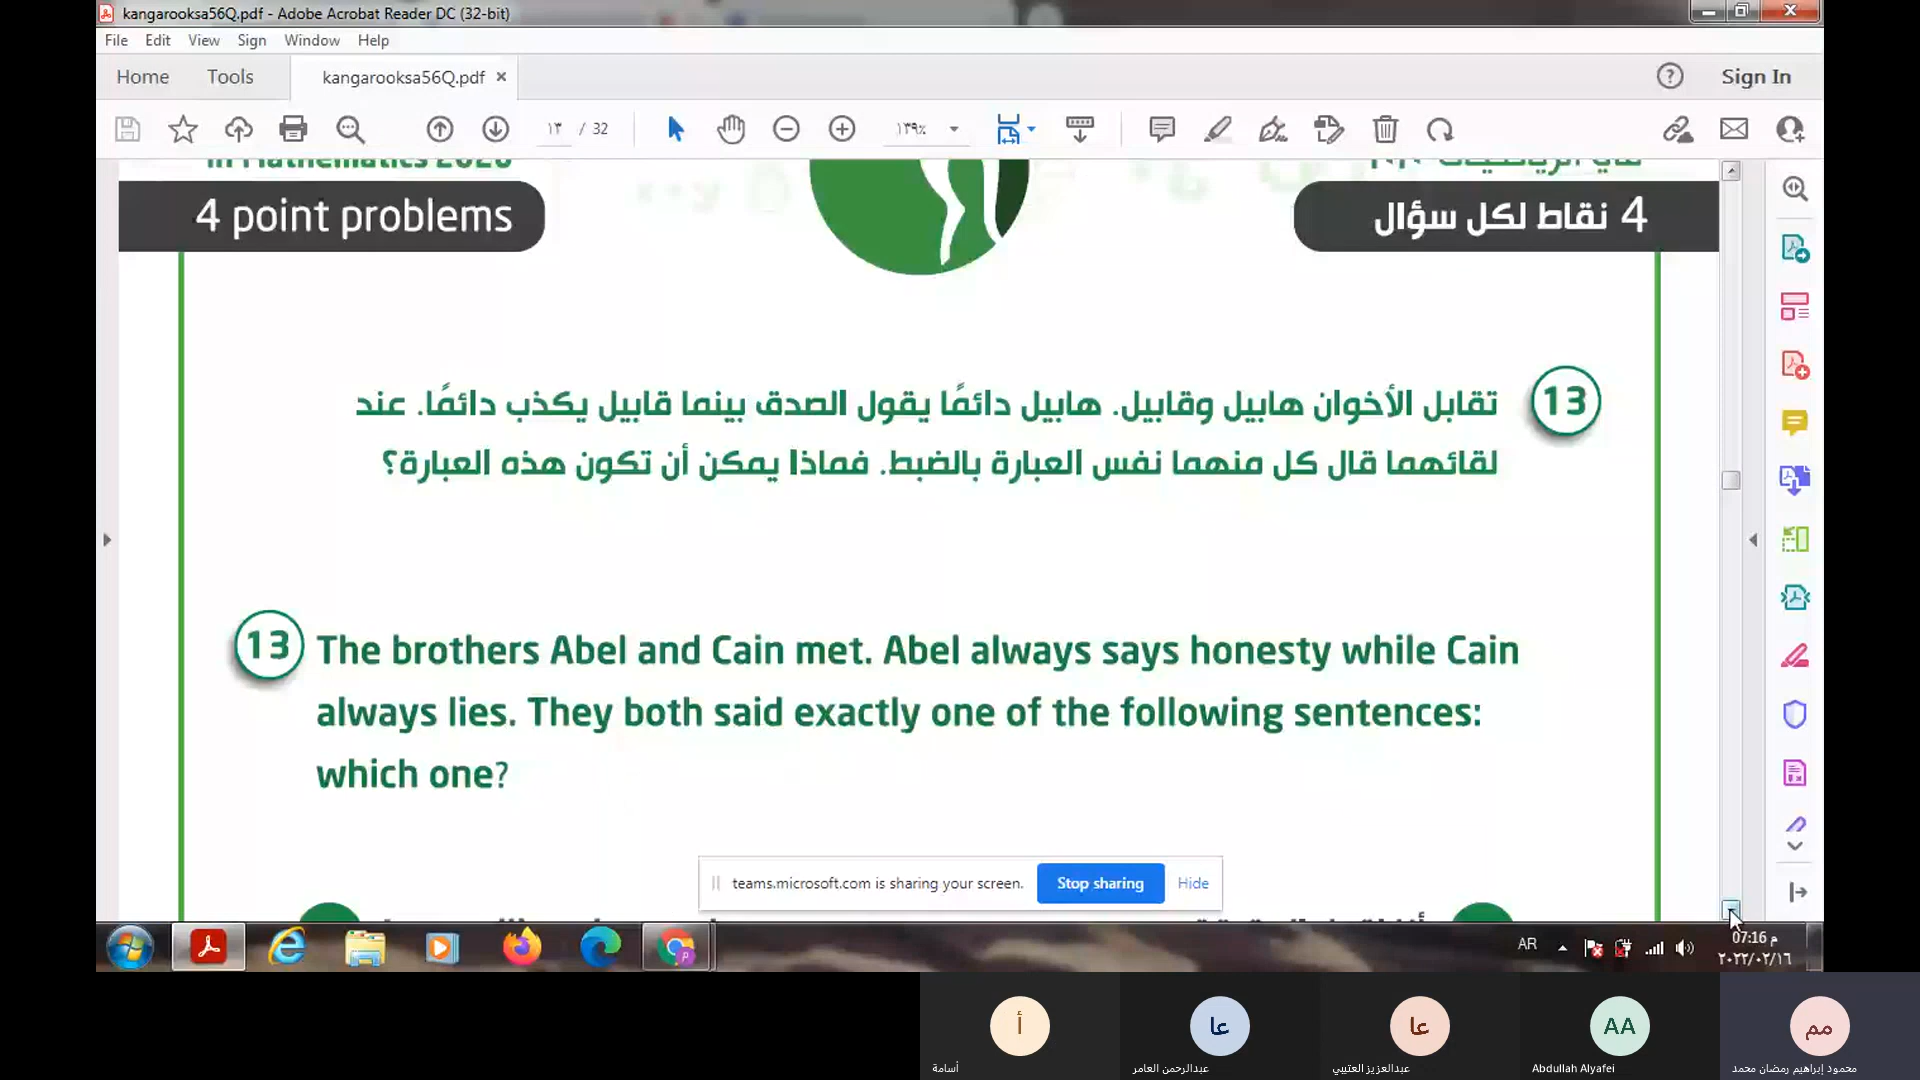 kangarooksa56Q.pdf - Adobe Acrobat Reader DC (32-bit)
File Edit View Sign Window Help
Home Tools kangarooksa56Q.pdf × Sign In
١٣ / 32 ١٣٩٪
in Mathematics 2020
في الرياضيات ٢٠٢٠
4 point problems
4 نقاط لكل سؤال
13 تقابل الأخوان هابيل وقابيل. هابيل دائمًا يقول الصدق بينما قابيل يكذب دائمًا. عند
لقائهما قال كل منهما نفس العبارة بالضبط. فماذا يمكن أن تكون هذه العبارة؟
13 The brothers Abel and Cain met. Abel always says honesty while Cain
always lies. They both said exactly one of the following sentences:
which one?
teams.microsoft.com is sharing your screen. Stop sharing Hide
AR
07:16 م
٢٠٢٢/٠٢/١٦
أ عا عا AA مم
أسامة عبدالرحمن العامر عبدالعزيز العتيبي Abdullah Alyafei محمود إبراهيم رمضان محمد